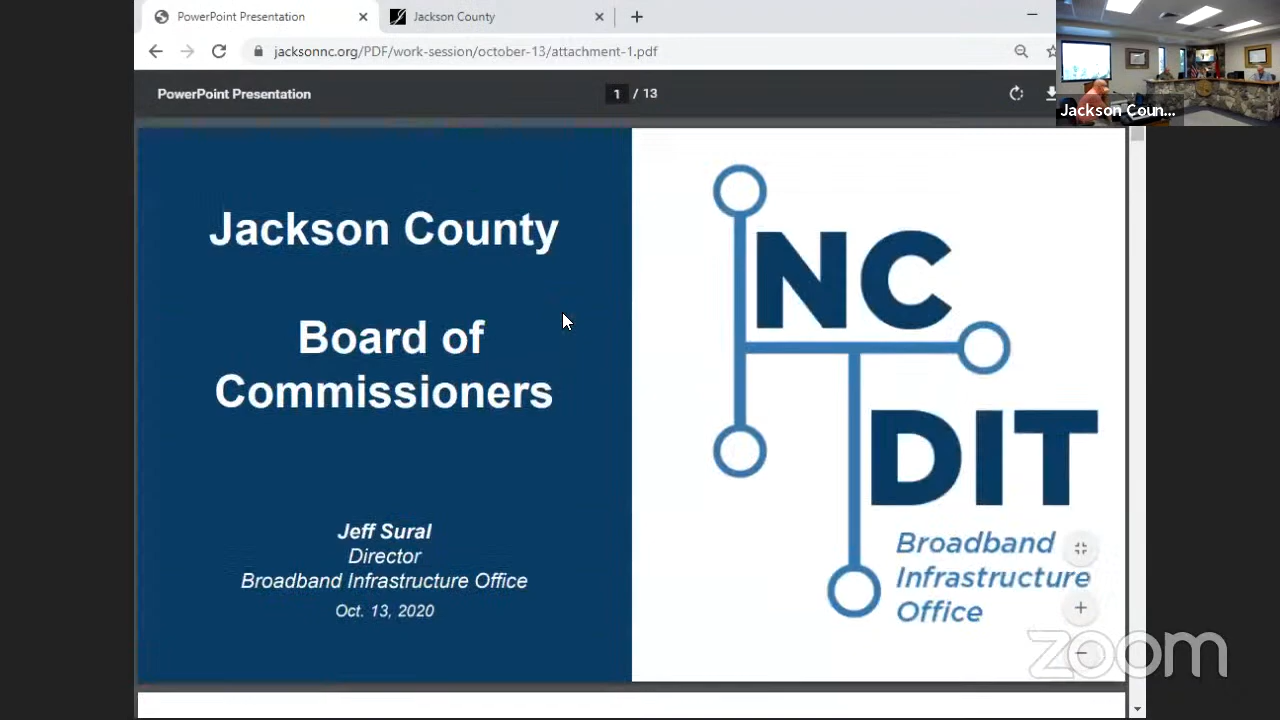 PowerPoint Presentation
Jackson County
jacksonnc.org/PDF/work-session/october-13/attachment-1.pdf
PowerPoint Presentation
1 / 13
Jackson Coun...
Jackson County
Board of
Commissioners
Jeff Sural
Director
Broadband Infrastructure Office
Oct. 13, 2020
NC
DIT
Broadband
Infrastructure
Office
zoom